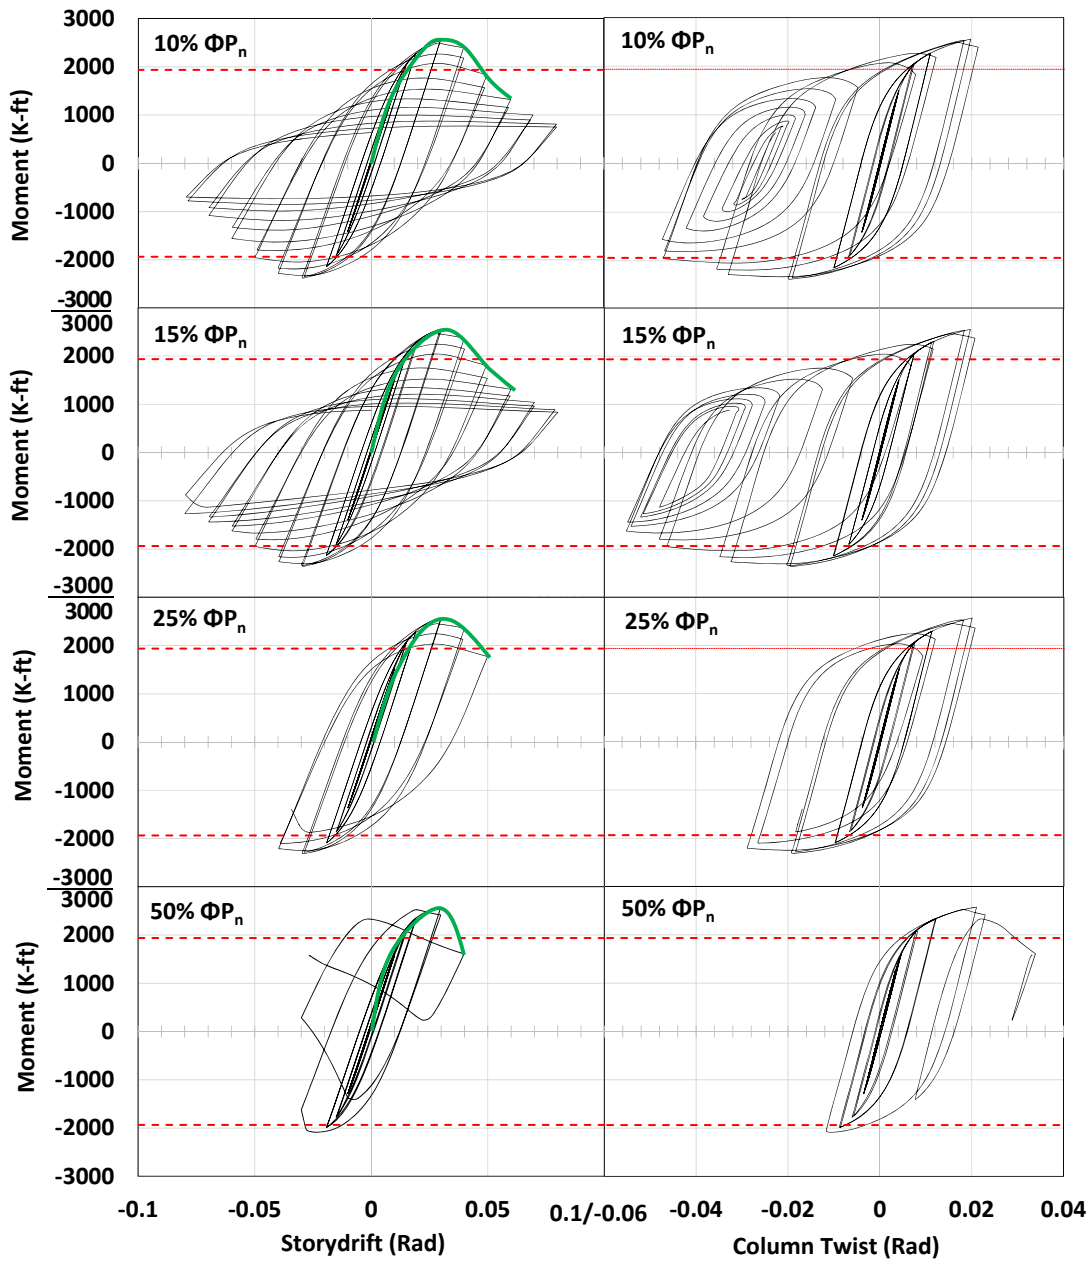 3000
2000
1000
0
-1000
-2000
-3000
Moment (K-ft)
10% ΦPn
10% ΦPn
3000
2000
1000
0
-1000
-2000
-3000
Moment (K-ft)
15% ΦPn
15% ΦPn
3000
2000
1000
0
-1000
-2000
-3000
Moment (K-ft)
25% ΦPn
25% ΦPn
3000
2000
1000
0
-1000
-2000
-3000
Moment (K-ft)
50% ΦPn
50% ΦPn
-0.1 -0.05 0 0.05 0.1/-0.06 -0.04 -0.02 0 0.02 0.04
Storydrift (Rad) Column Twist (Rad)